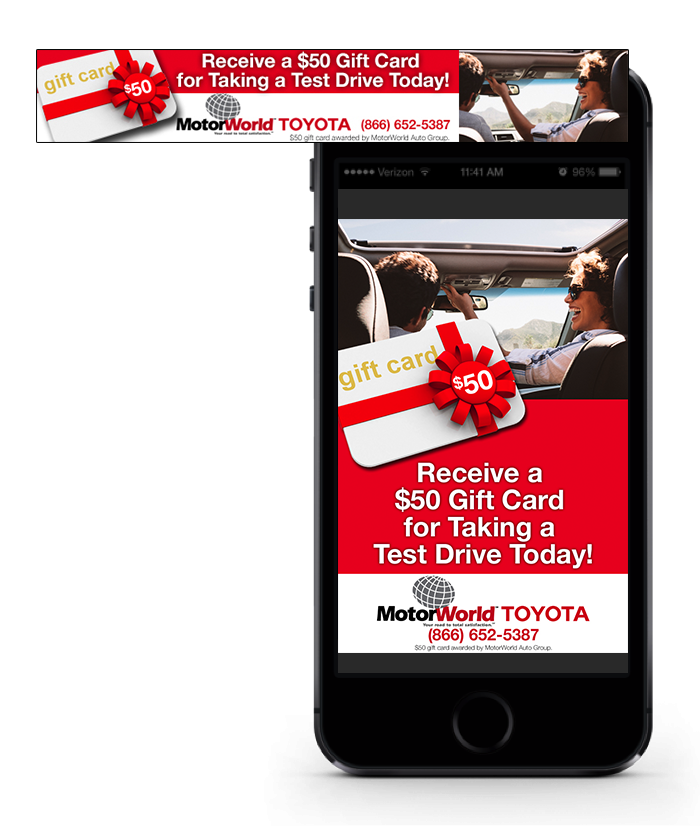 gift card
$50
Receive a $50 Gift Card
for Taking a Test Drive Today!
MotorWorld™ TOYOTA (866) 652-5387
Your road to total satisfaction.™
$50 gift card awarded by MotorWorld Auto Group.
Verizon 11:41 AM 96%
gift card
$50
Receive a
$50 Gift Card
for Taking a
Test Drive Today!
MotorWorld™ TOYOTA
Your road to total satisfaction.™
(866) 652-5387
$50 gift card awarded by MotorWorld Auto Group.